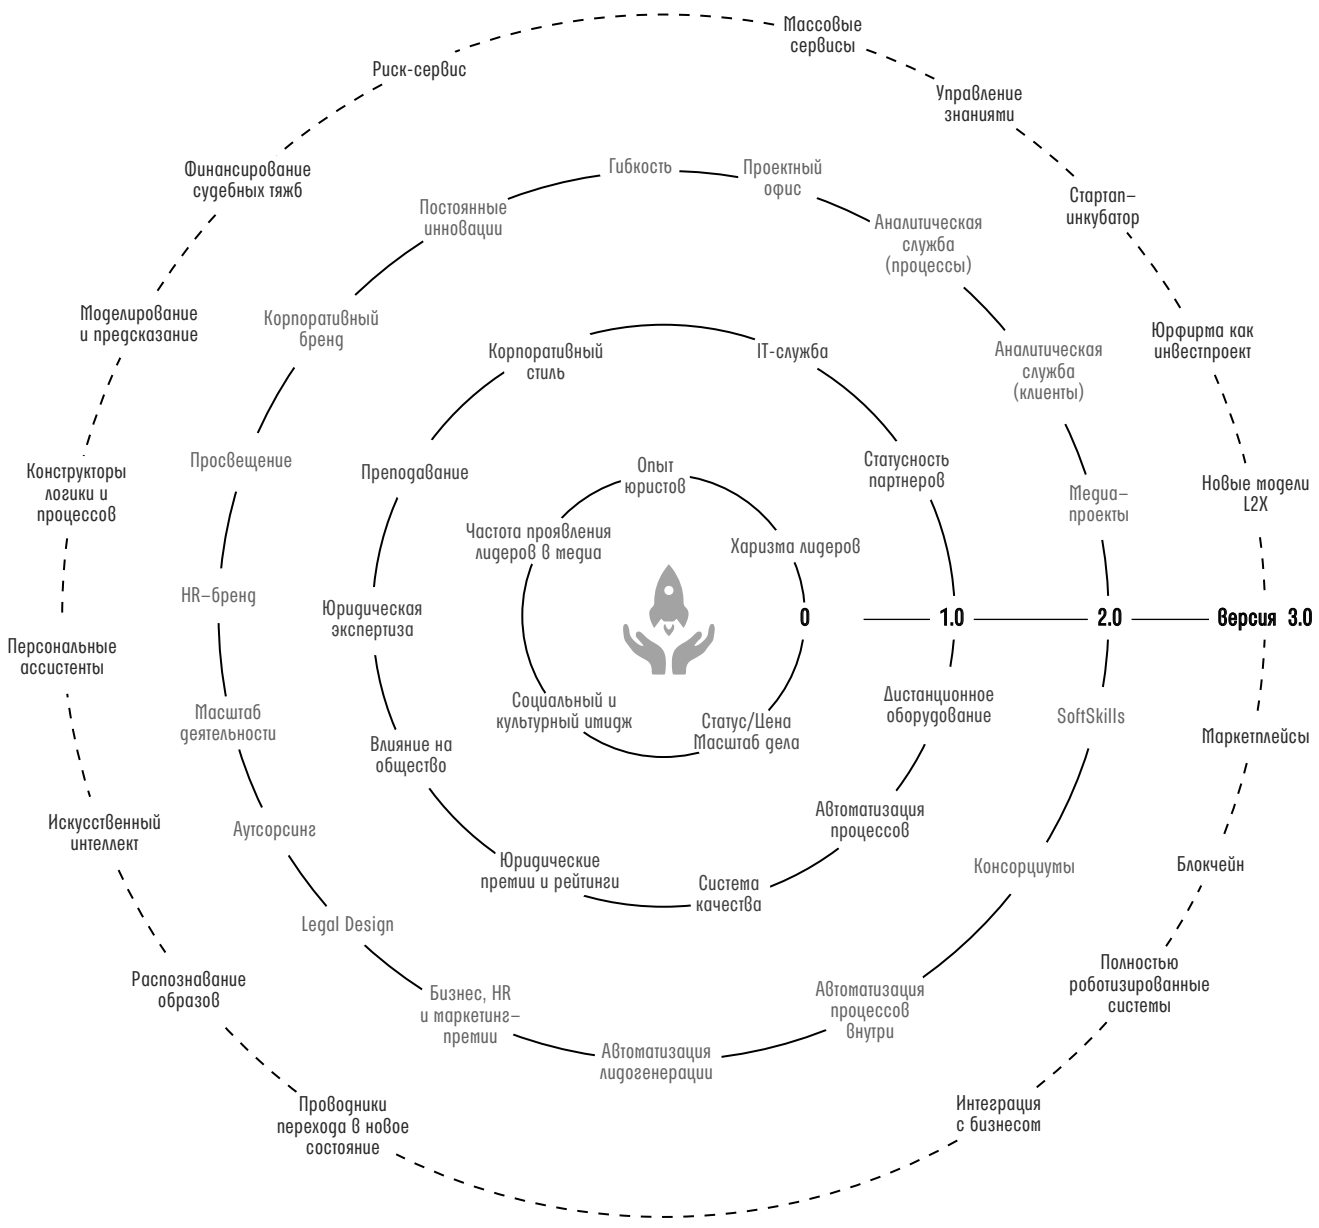 Массовые
сервисы
Риск-сервис
Управление
знаниями
Финансирование
судебных тяжб
Гибкость
Проектный
офис
Стартап–
инкубатор
Постоянные
инновации
Аналитическая
служба
(процессы)
Моделирование
и предсказание
Корпоративный
бренд
Юрфирма как
инвестпроект
Корпоративный
стиль
IT-служба
Аналитическая
служба
(клиенты)
Конструкторы
логики и
процессов
Просвещение
Преподавание
Опыт
юристов
Статусность
партнеров
Медиа–
проекты
Новые модели
L2X
Частота проявления
лидеров в медиа
Харизма лидеров
HR–бренд
Юридическая
экспертиза
0
1.0
2.0
версия 3.0
Персональные
ассистенты
Масштаб
деятельности
Социальный и
культурный имидж
Статус/Цена
Масштаб дела
Дистанционное
оборудование
SoftSkills
Маркетплейсы
Влияние на
общество
Искусственный
интеллект
Аутсорсинг
Автоматизация
процессов
Юридические
премии и рейтинги
Система
качества
Консорциумы
Блокчейн
Legal Design
Распознавание
образов
Бизнес, HR
и маркетинг–
премии
Автоматизация
процессов
внутри
Полностью
роботизированные
системы
Автоматизация
лидогенерации
Проводники
перехода в новое
состояние
Интеграция
с бизнесом